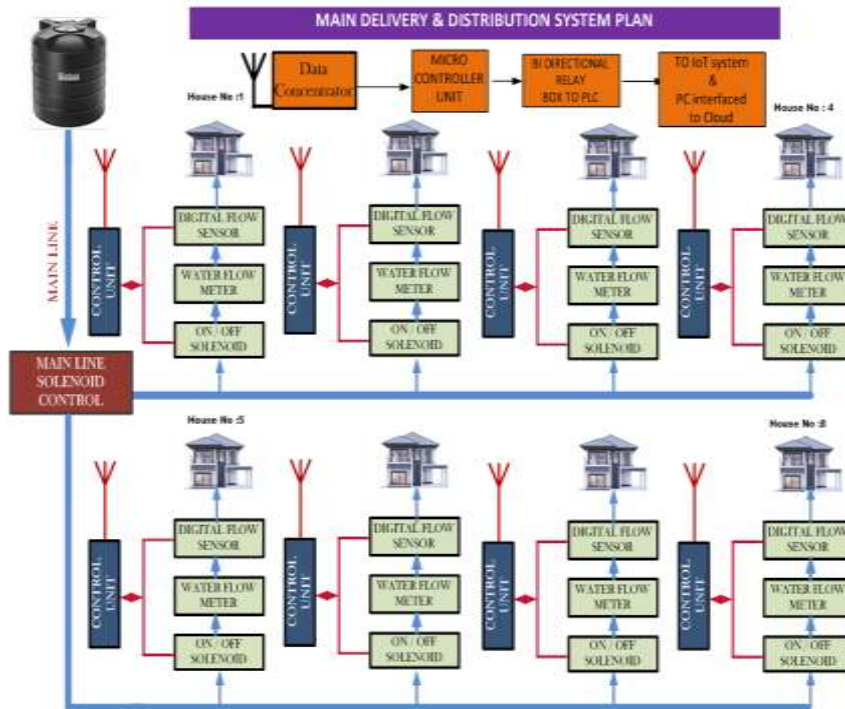 MAIN DELIVERY & DISTRIBUTION SYSTEM PLAN
Data
Concentrator
MICRO
CONTROLLER
UNIT
BI DIRECTIONAL
RELAY
BOX TO PLC
TO IoT system
&
PC interfaced
to Cloud
House No :1
House No : 4
MAIN LINE
CONTROL
UNIT
DIGITAL FLOW
SENSOR
WATER FLOW
METER
ON / OFF
SOLENOID
CONTROL
UNIT
DIGITAL FLOW
SENSOR
WATER FLOW
METER
ON / OFF
SOLENOID
CONTROL
UNIT
DIGITAL FLOW
SENSOR
WATER FLOW
METER
ON / OFF
SOLENOID
CONTROL
UNIT
DIGITAL FLOW
SENSOR
WATER FLOW
METER
ON / OFF
SOLENOID
MAIN LINE
SOLENOID
CONTROL
House No :5
House No :8
CONTROL
UNIT
DIGITAL FLOW
SENSOR
WATER FLOW
METER
ON / OFF
SOLENOID
CONTROL
UNIT
DIGITAL FLOW
SENSOR
WATER FLOW
METER
ON / OFF
SOLENOID
CONTROL
UNIT
DIGITAL FLOW
SENSOR
WATER FLOW
METER
ON / OFF
SOLENOID
CONTROL
UNIT
DIGITAL FLOW
SENSOR
WATER FLOW
METER
ON / OFF
SOLENOID